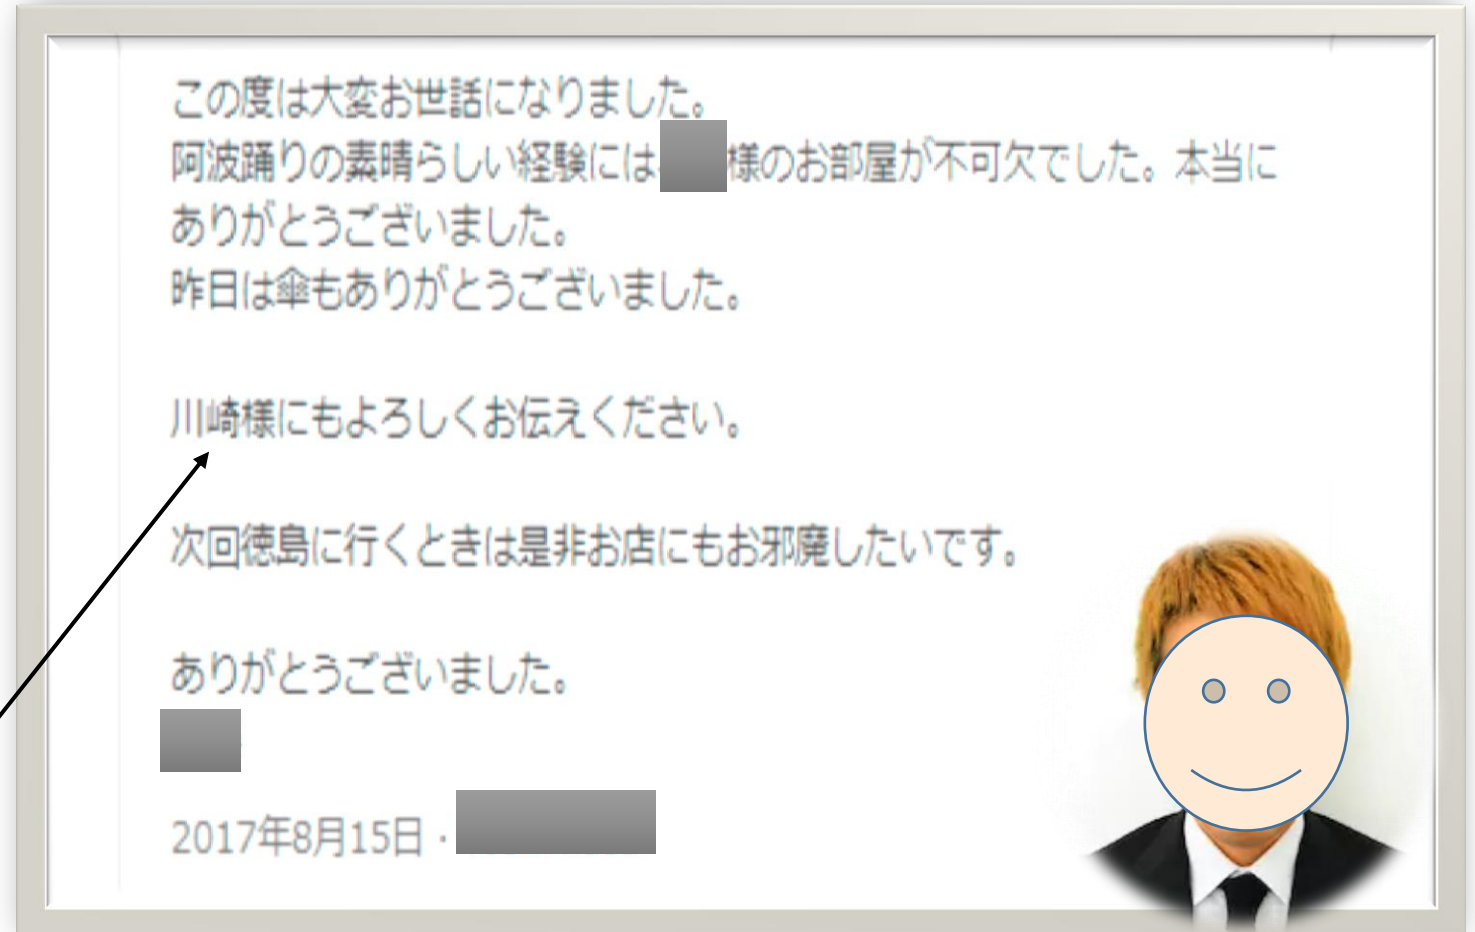 この度は大変お世話になりました。
阿波踊りの素晴らしい経験には 様のお部屋が不可欠でした。本当に
ありがとうございました。
昨日は傘もありがとうございました。
川崎様にもよろしくお伝えください。
次回徳島に行くときは是非お店にもお邪魔したいです。
ありがとうございました。
2017年8月15日・